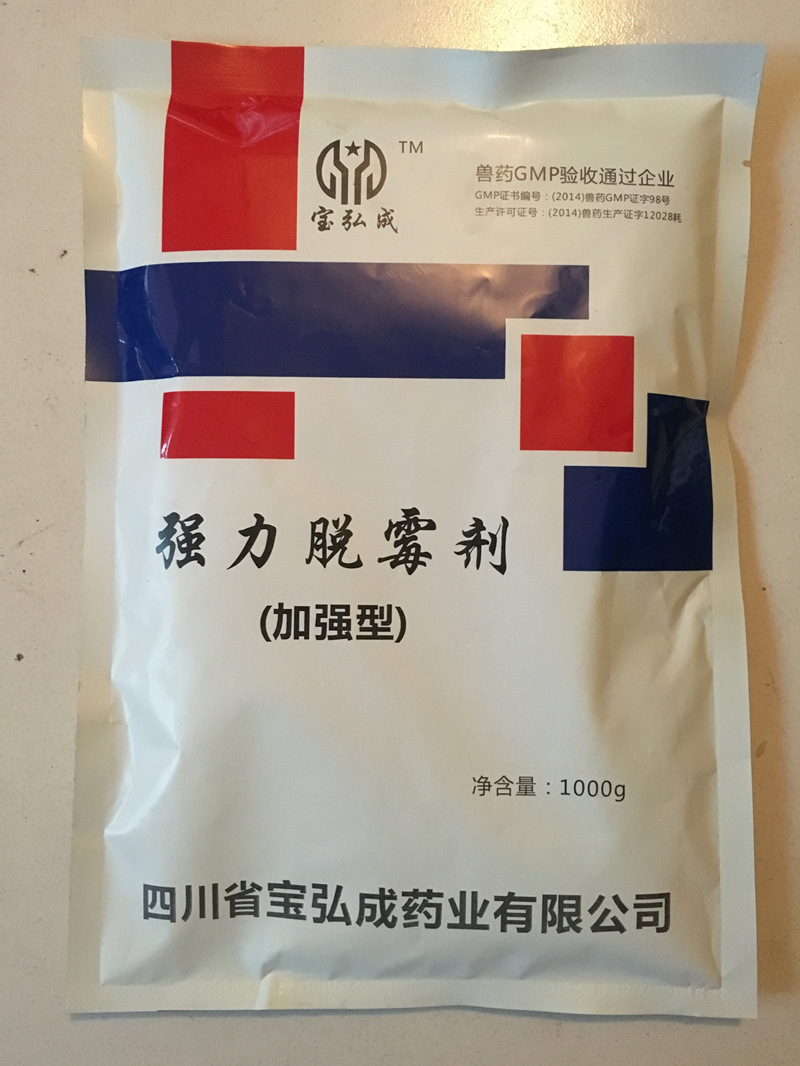 TM
宝弘成
兽药GMP验收通过企业
GMP证书编号：(2014)兽药GMP证字98号
生产许可证号：(2014)兽药生产证字12028耗
强力脱霉剂
(加强型)
净含量：1000g
四川省宝弘成药业有限公司